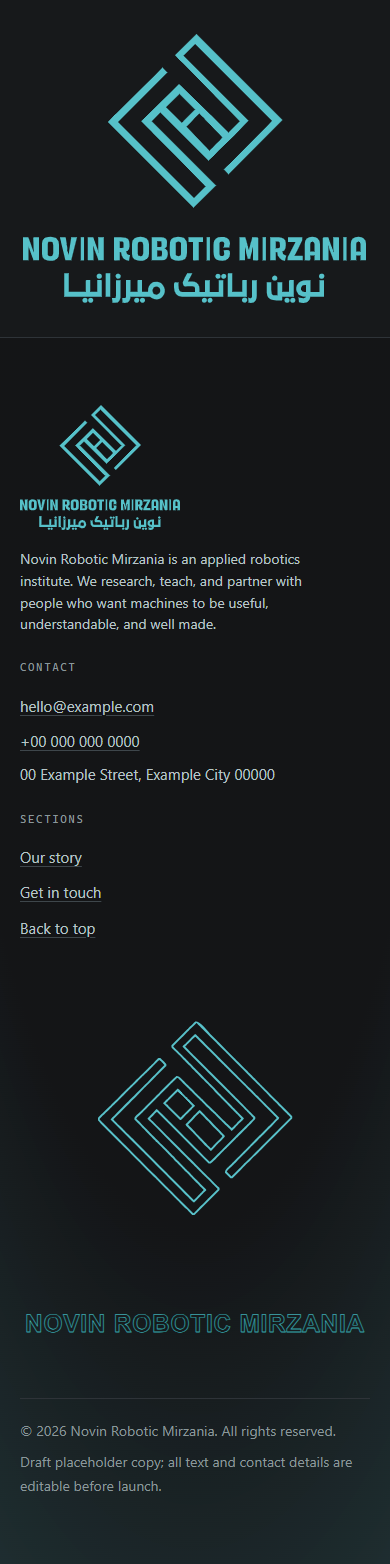 NOVIN ROBOTIC MIRZANIA
نوین رباتیک میرزانیا
NOVIN ROBOTIC MIRZANIA
نوین رباتیک میرزانیا
Novin Robotic Mirzania is an applied robotics
institute. We research, teach, and partner with
people who want machines to be useful,
understandable, and well made.
CONTACT
hello@example.com
+00 000 000 0000
00 Example Street, Example City 00000
SECTIONS
Our story
Get in touch
Back to top
NOVIN ROBOTIC MIRZANIA
© 2026 Novin Robotic Mirzania. All rights reserved.
Draft placeholder copy; all text and contact details are
editable before launch.